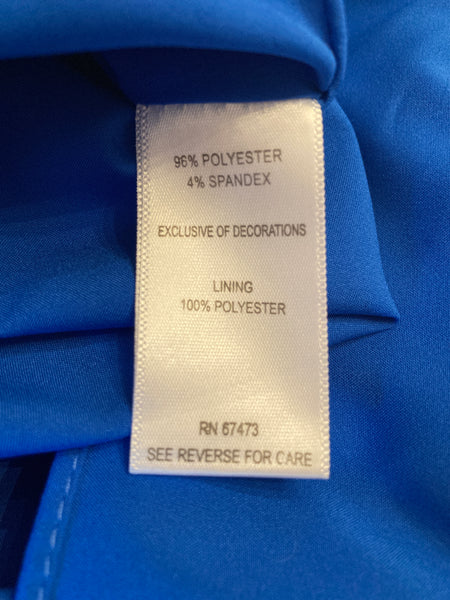 96% POLYESTER
4% SPANDEX
EXCLUSIVE OF DECORATIONS
LINING
100% POLYESTER
RN 67473
SEE REVERSE FOR CARE